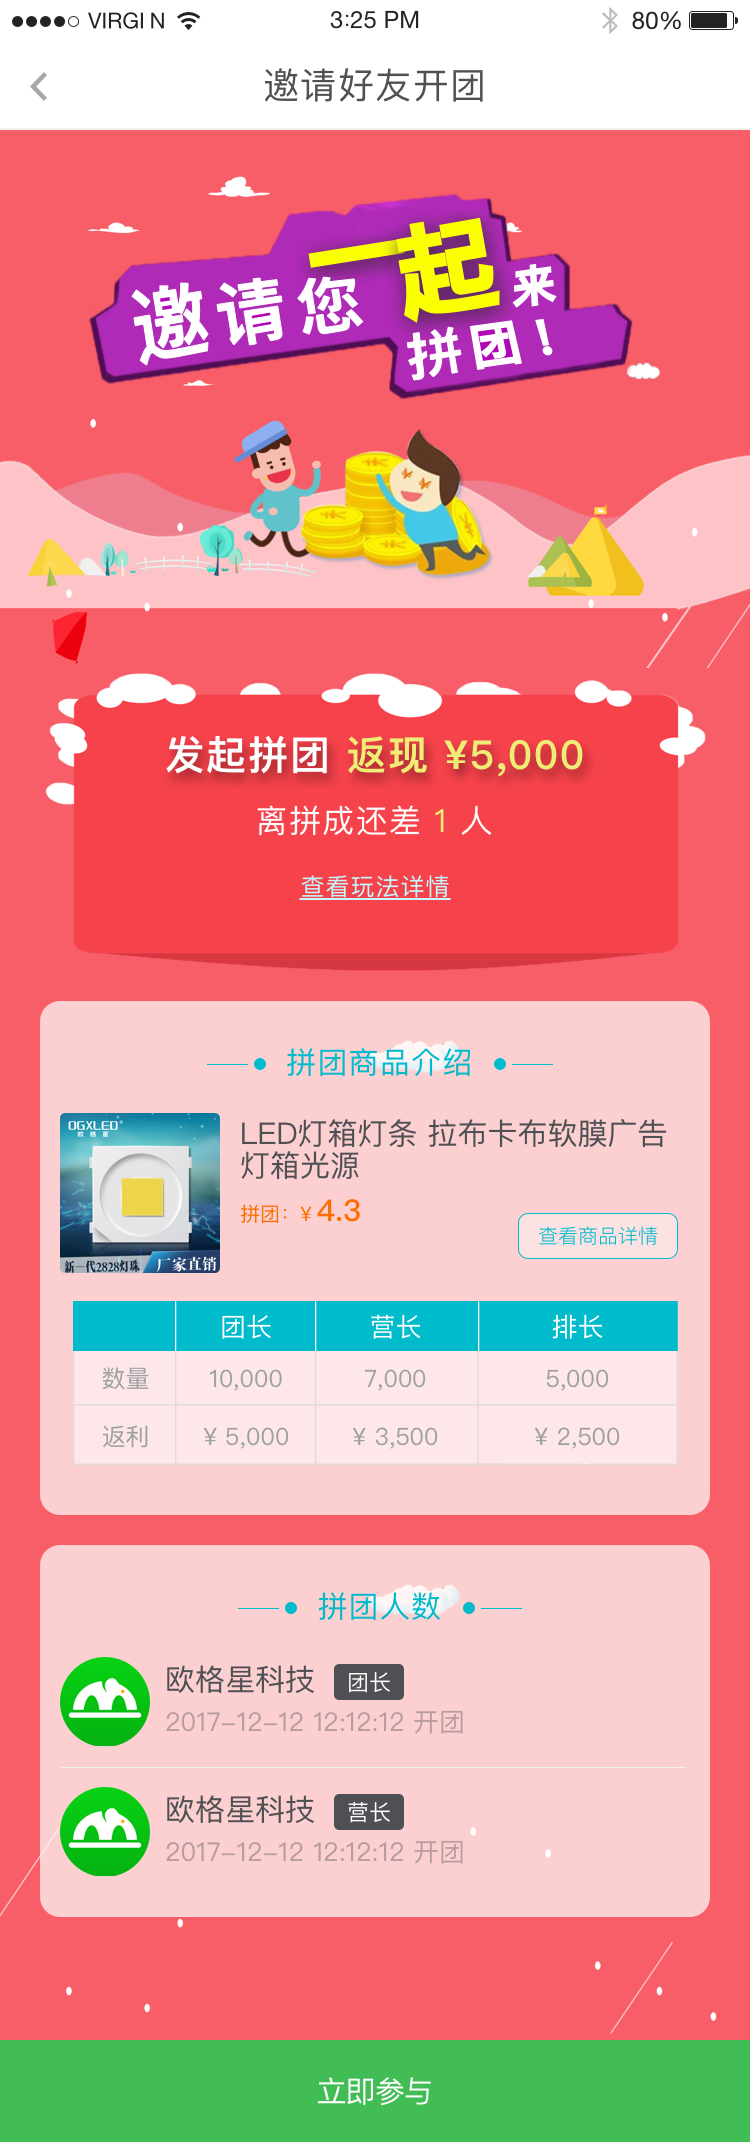 VIRGIN 3:25 PM 80%
邀请好友开团
邀请您一起来
拼团！
发起拼团 返现 ¥5,000
离拼成还差 1 人
查看玩法详情
拼团商品介绍
OGXLED
欧格星
新一代2828灯珠 厂家直销
LED灯箱灯条 拉布卡布软膜广告
灯箱光源
拼团：¥ 4.3
查看商品详情
团长 营长 排长
数量 10,000 7,000 5,000
返利 ¥ 5,000 ¥ 3,500 ¥ 2,500
拼团人数
欧格星科技 团长
2017-12-12 12:12:12 开团
欧格星科技 营长
2017-12-12 12:12:12 开团
立即参与